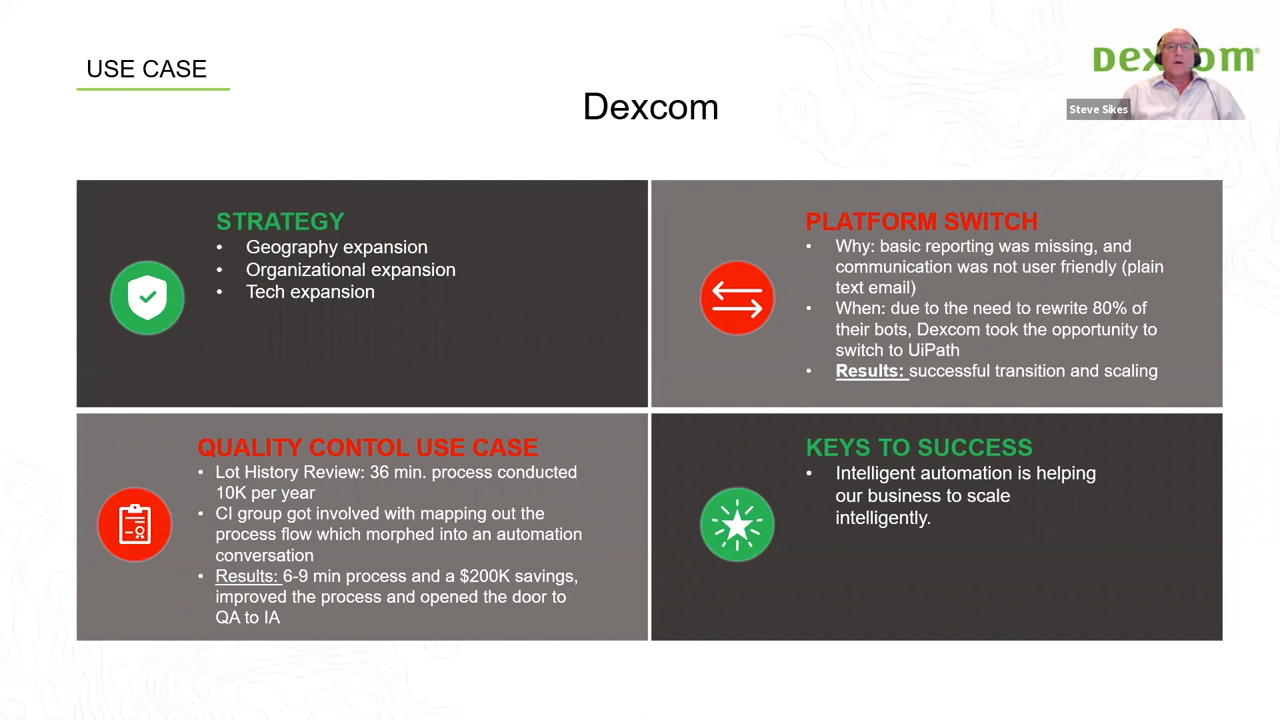 USE CASE
Dexcom
Dexcom
Steve Sikes
STRATEGY
• Geography expansion
• Organizational expansion
• Tech expansion
PLATFORM SWITCH
• Why: basic reporting was missing, and
communication was not user friendly (plain
text email)
• When: due to the need to rewrite 80% of
their bots, Dexcom took the opportunity to
switch to UiPath
• Results: successful transition and scaling
QUALITY CONTOL USE CASE
• Lot History Review: 36 min. process conducted
10K per year
• CI group got involved with mapping out the
process flow which morphed into an automation
conversation
• Results: 6-9 min process and a $200K savings,
improved the process and opened the door to
QA to IA
KEYS TO SUCCESS
• Intelligent automation is helping
our business to scale
intelligently.